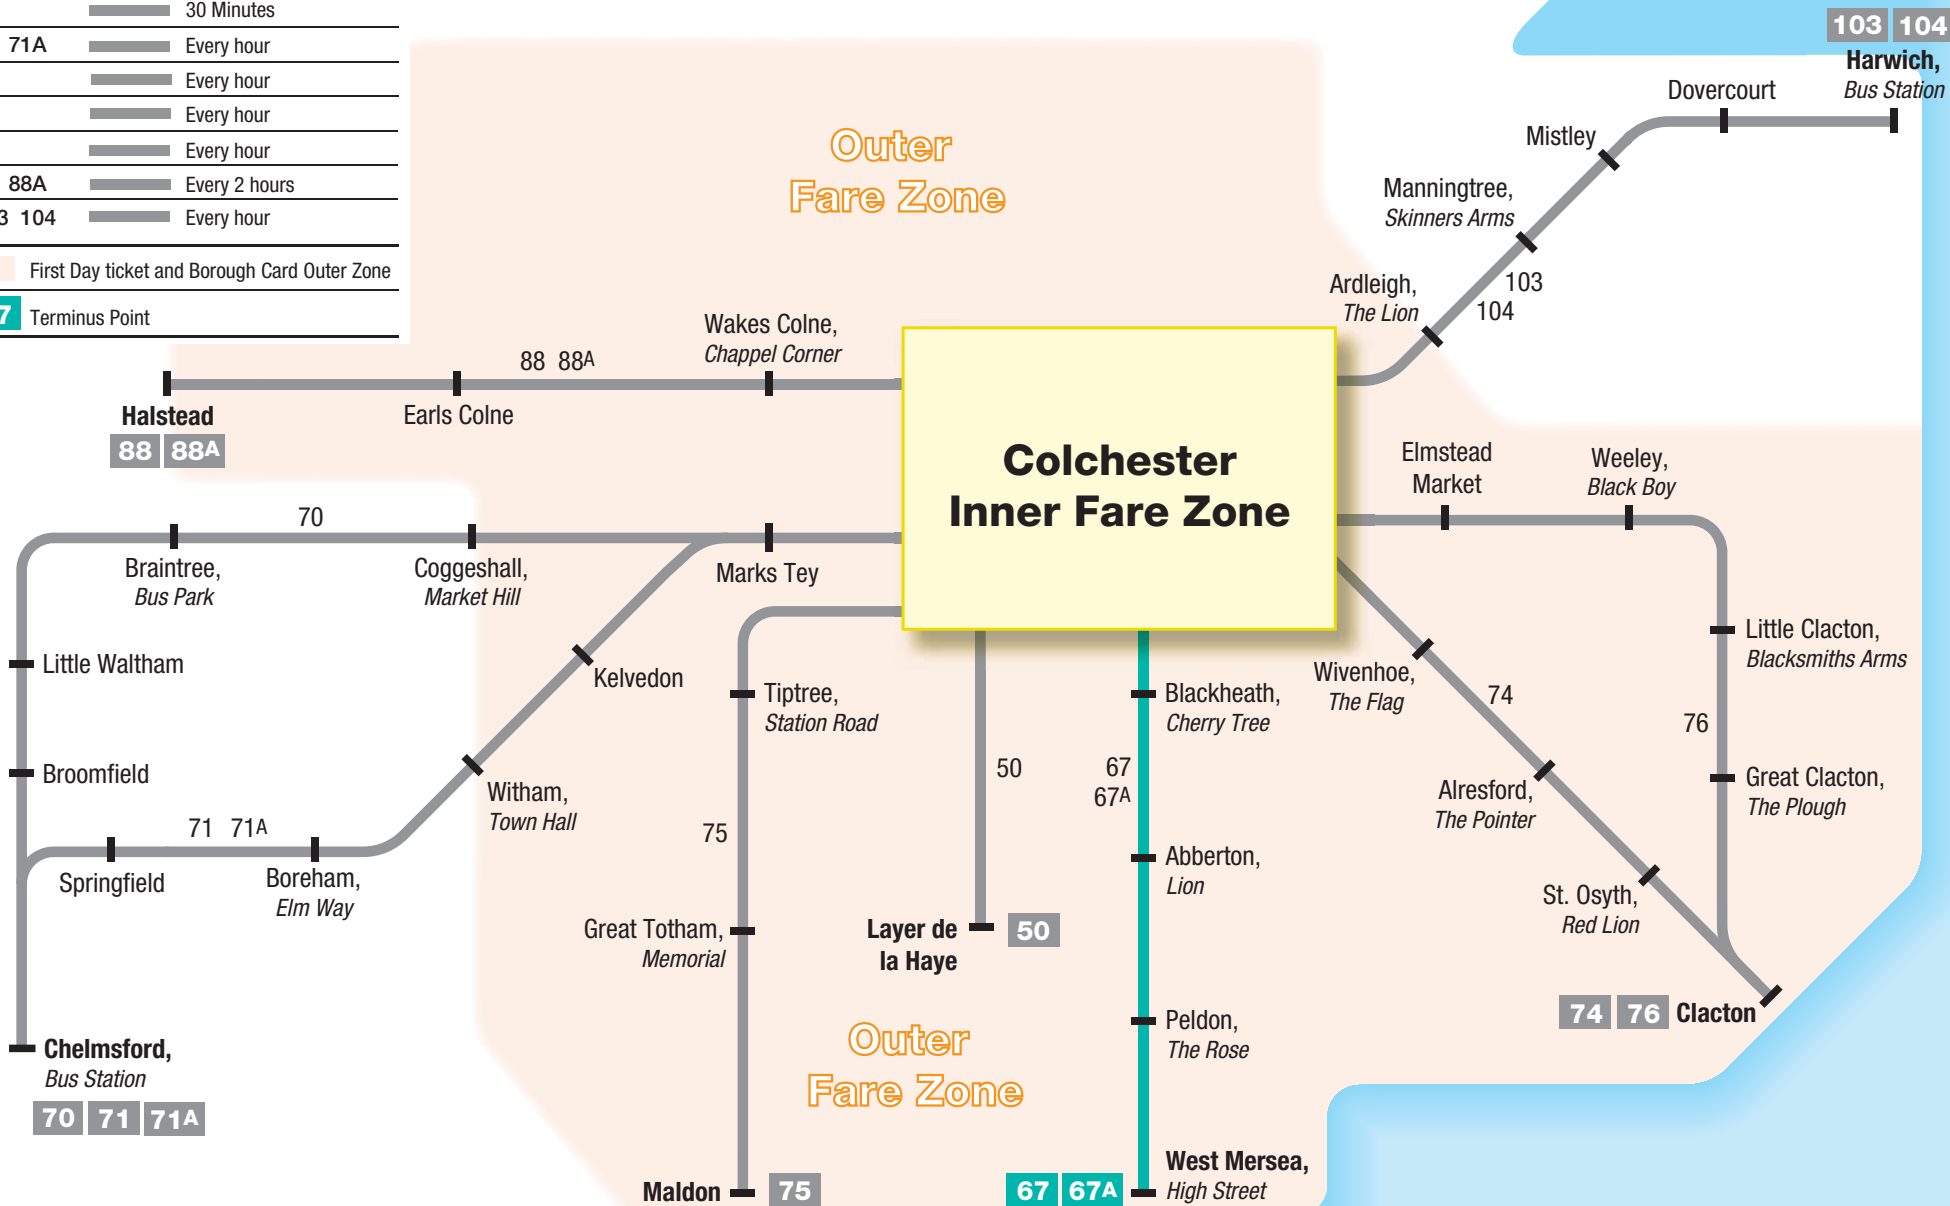 30 Minutes
71A Every hour
Every hour
Every hour
Every hour
88A Every 2 hours
3 104 Every hour
First Day ticket and Borough Card Outer Zone
7 Terminus Point
103 104
Harwich,
Bus Station
Dovercourt
Mistley
Manningtree,
Skinners Arms
103
104
Ardleigh,
The Lion
Outer
Fare Zone
Wakes Colne,
Chappel Corner
88 88A
Earls Colne
Halstead
88 88A
Colchester
Inner Fare Zone
Elmstead
Market
Weeley,
Black Boy
70
Braintree,
Bus Park
Coggeshall,
Market Hill
Marks Tey
Little Waltham
Kelvedon
Tiptree,
Station Road
Blackheath,
Cherry Tree
Wivenhoe,
The Flag
74
Little Clacton,
Blacksmiths Arms
76
Broomfield
Witham,
Town Hall
50
67
67A
Alresford,
The Pointer
Great Clacton,
The Plough
71 71A
75
Springfield
Boreham,
Elm Way
Abberton,
Lion
St. Osyth,
Red Lion
Great Totham,
Memorial
Layer de
la Haye
50
74 76 Clacton
Chelmsford,
Bus Station
70 71 71A
Outer
Fare Zone
Peldon,
The Rose
Maldon 75
67 67A
West Mersea,
High Street